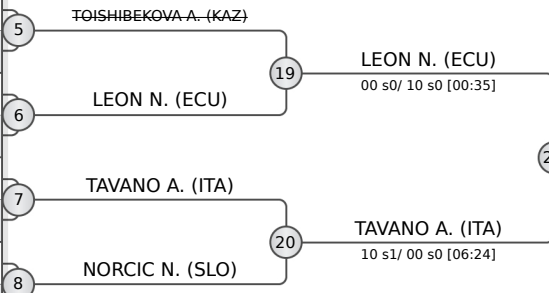 TOISHIBEKOVA A. (KAZ)
5
LEON N. (ECU)
19
00 s0/ 10 s0 [00:35]
LEON N. (ECU)
6
TAVANO A. (ITA)
7
TAVANO A. (ITA)
20
10 s1/ 00 s0 [06:24]
NORCIC N. (SLO)
8